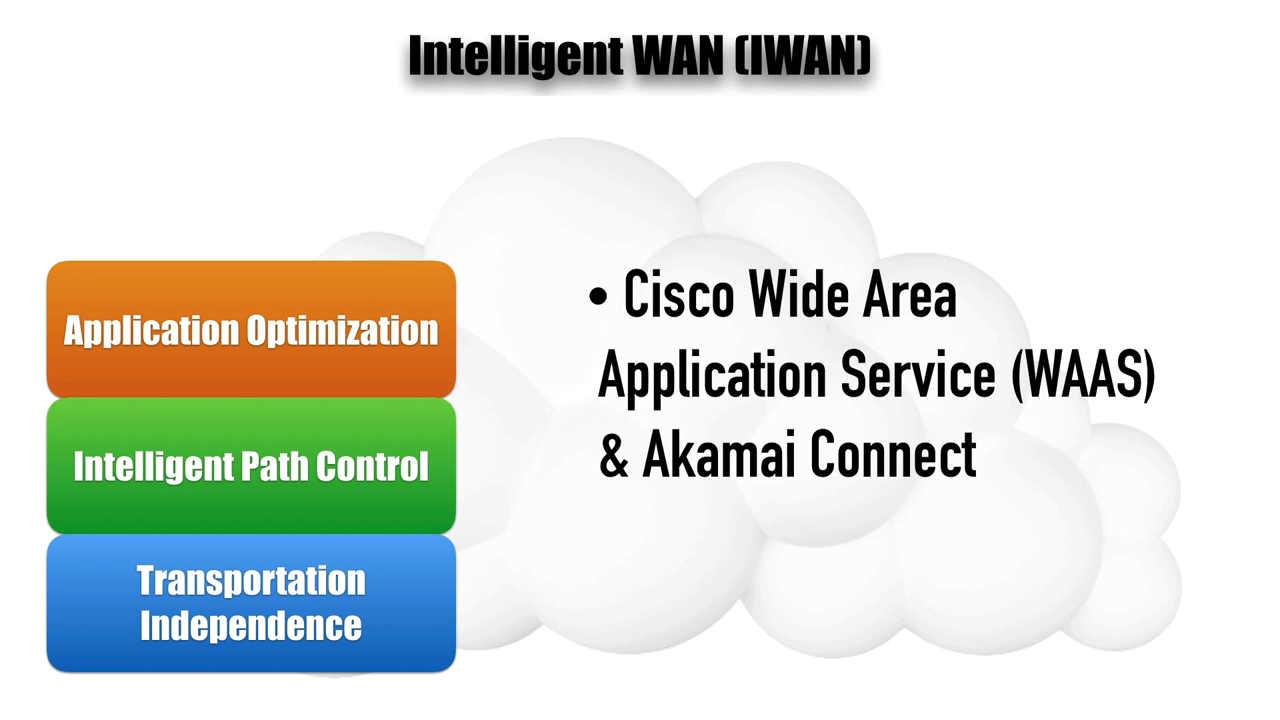 Intelligent WAN (IWAN)
Application Optimization
Intelligent Path Control
Transportation
Independence
• Cisco Wide Area
Application Service (WAAS)
& Akamai Connect